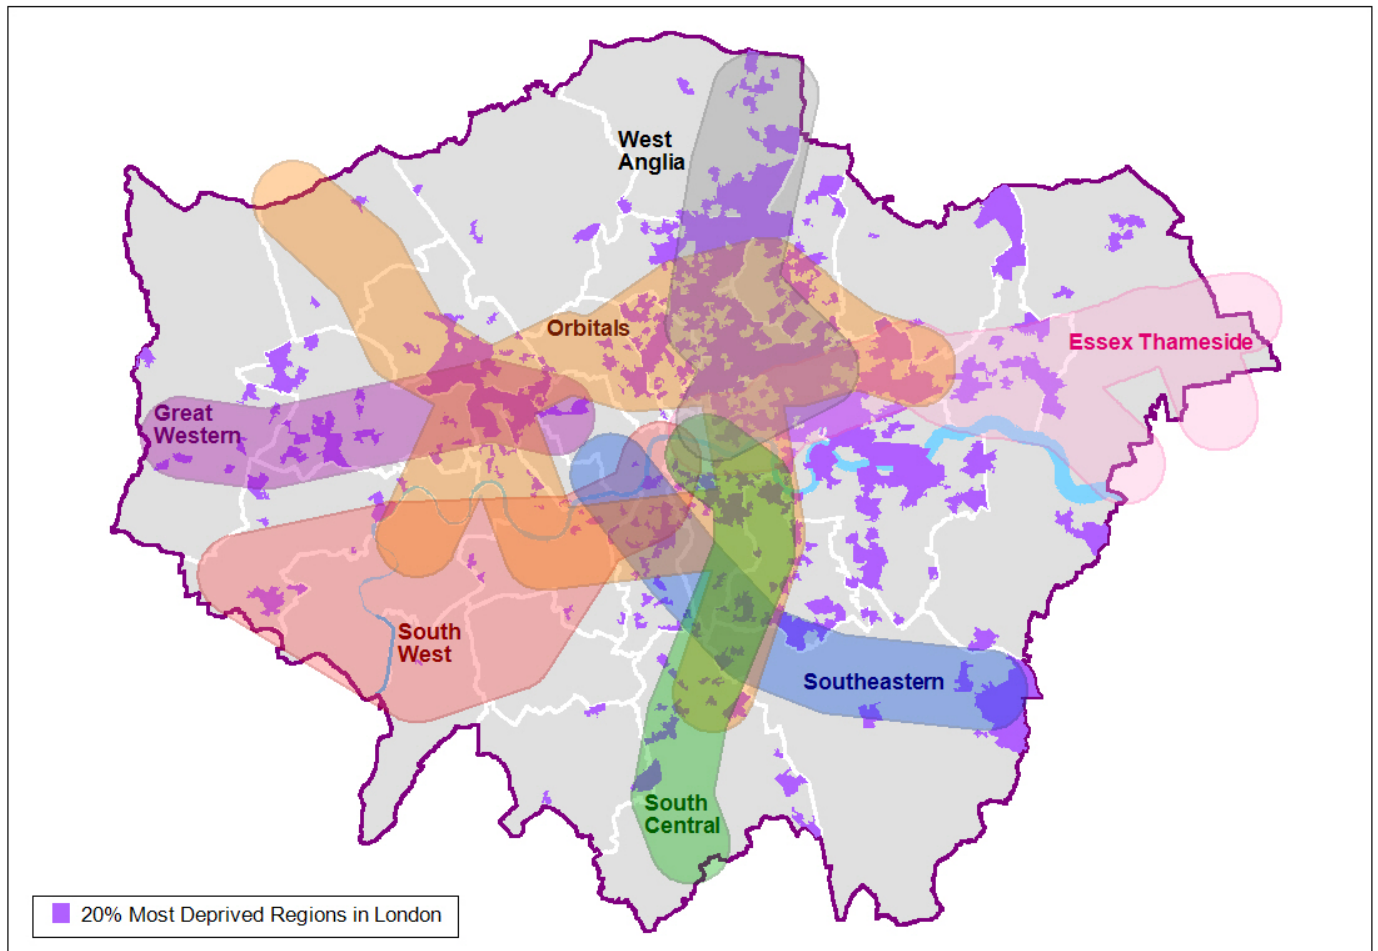 West
Anglia
Orbitals
Essex Thameside
Great
Western
South
West
Southeastern
South
Central
20% Most Deprived Regions in London